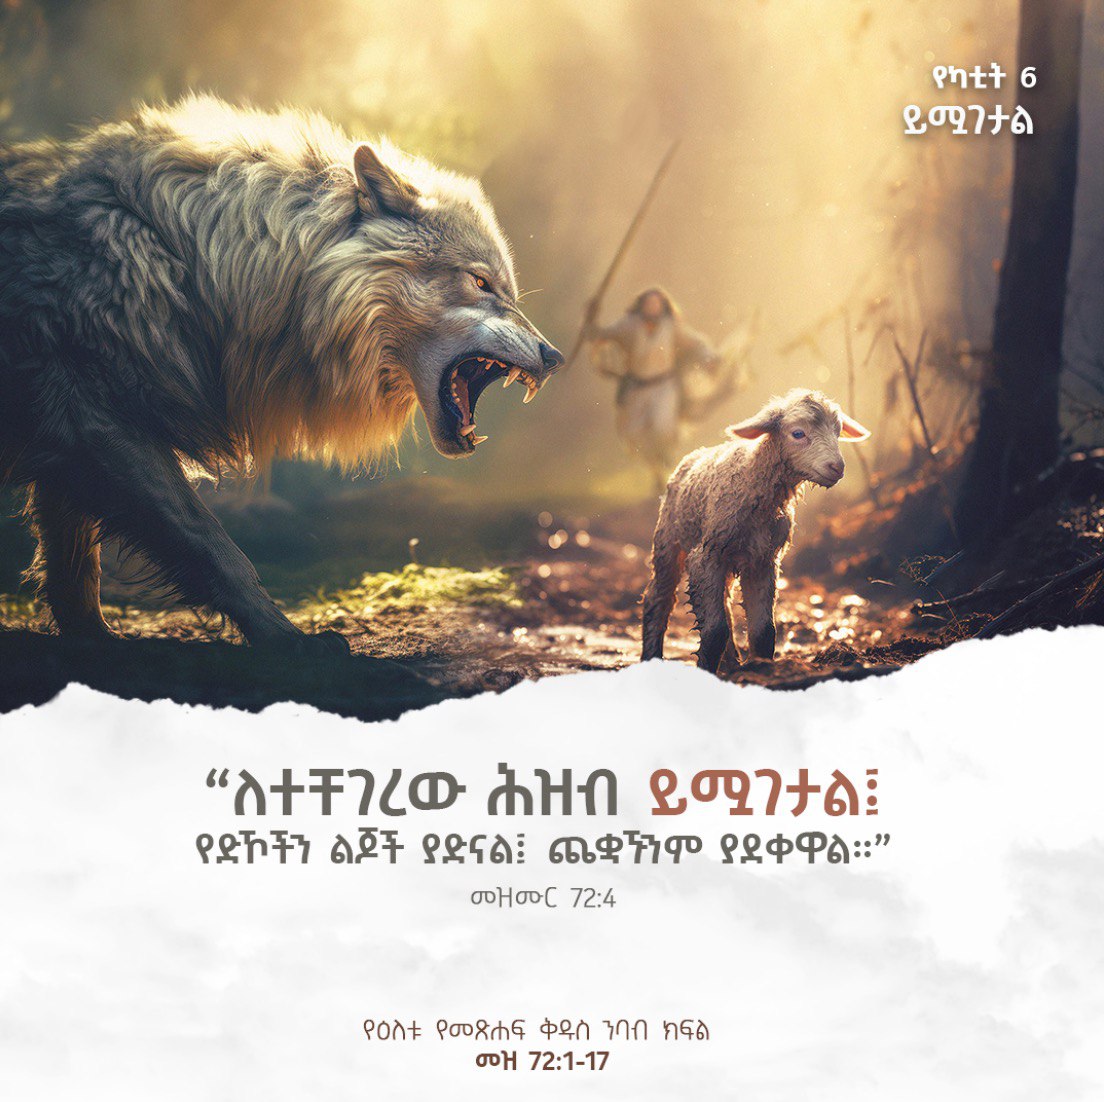 የካቲት 6
ይሟገታል
“ለተቸገረው ሕዝብ ይሟገታል፤
የድኾችን ልጆች ያድናል፤ ጨቋኙንም ያደቀዋል።”
መዝሙር 72:4
የዕለቱ የመጽሐፍ ቅዱስ ንባብ ክፍል
መዝ 72:1-17